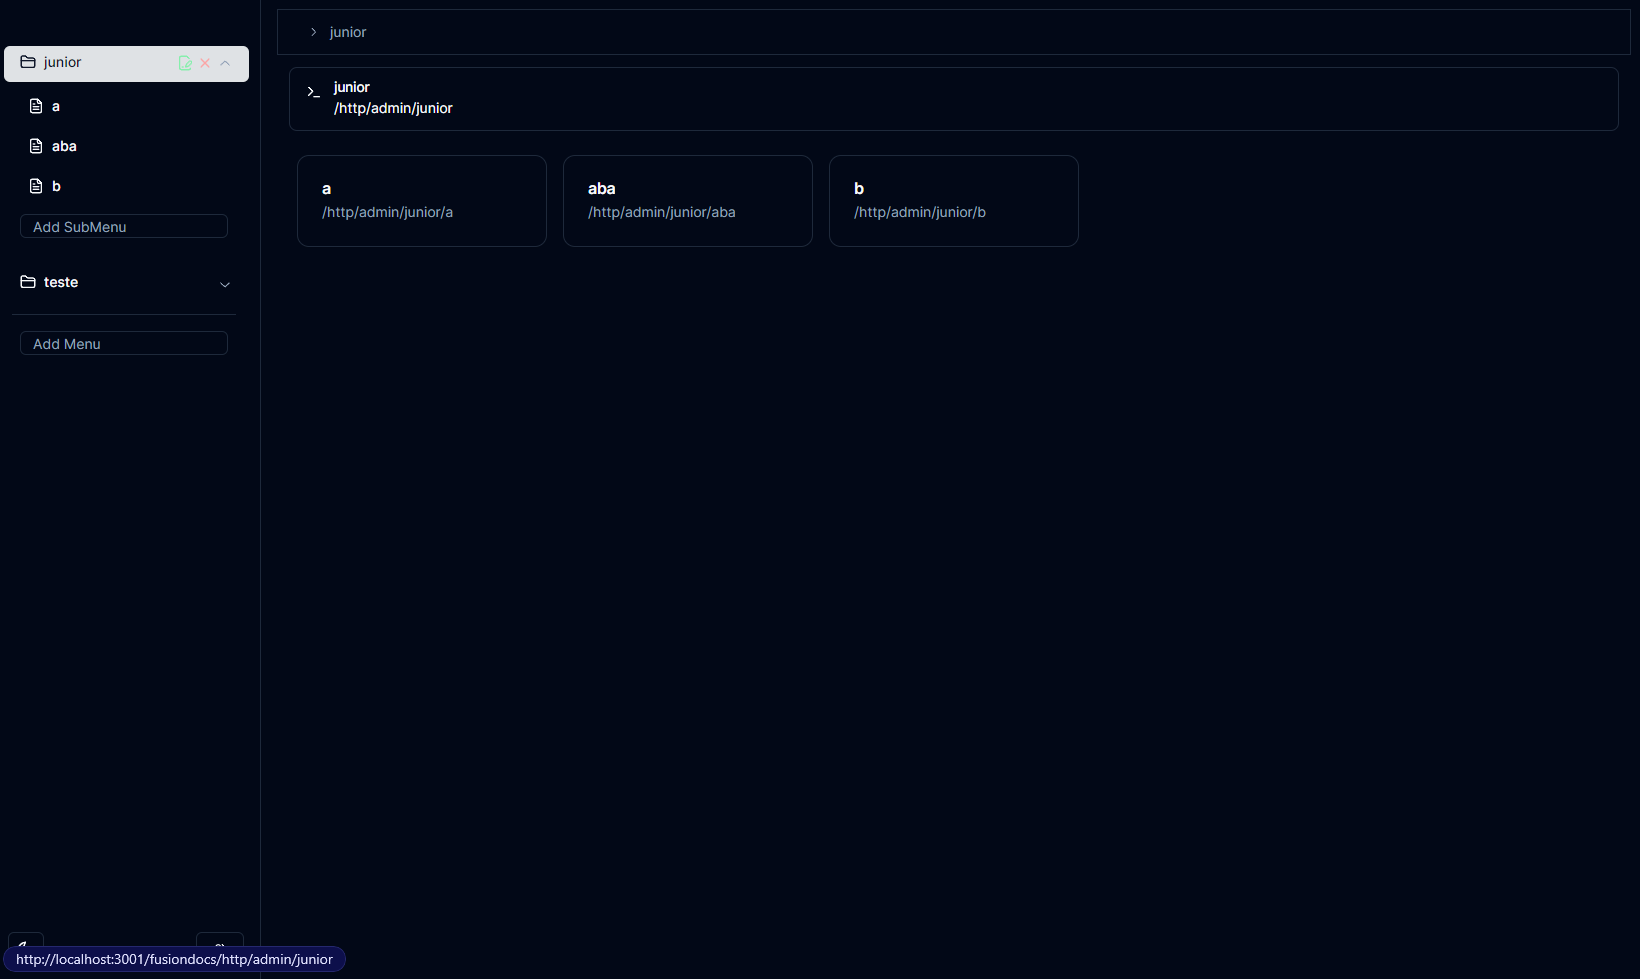 junior
a
aba
b
Add SubMenu
teste
Add Menu
junior
junior
/http/admin/junior
a
/http/admin/junior/a
aba
/http/admin/junior/aba
b
/http/admin/junior/b
http://localhost:3001/fusiondocs/http/admin/junior